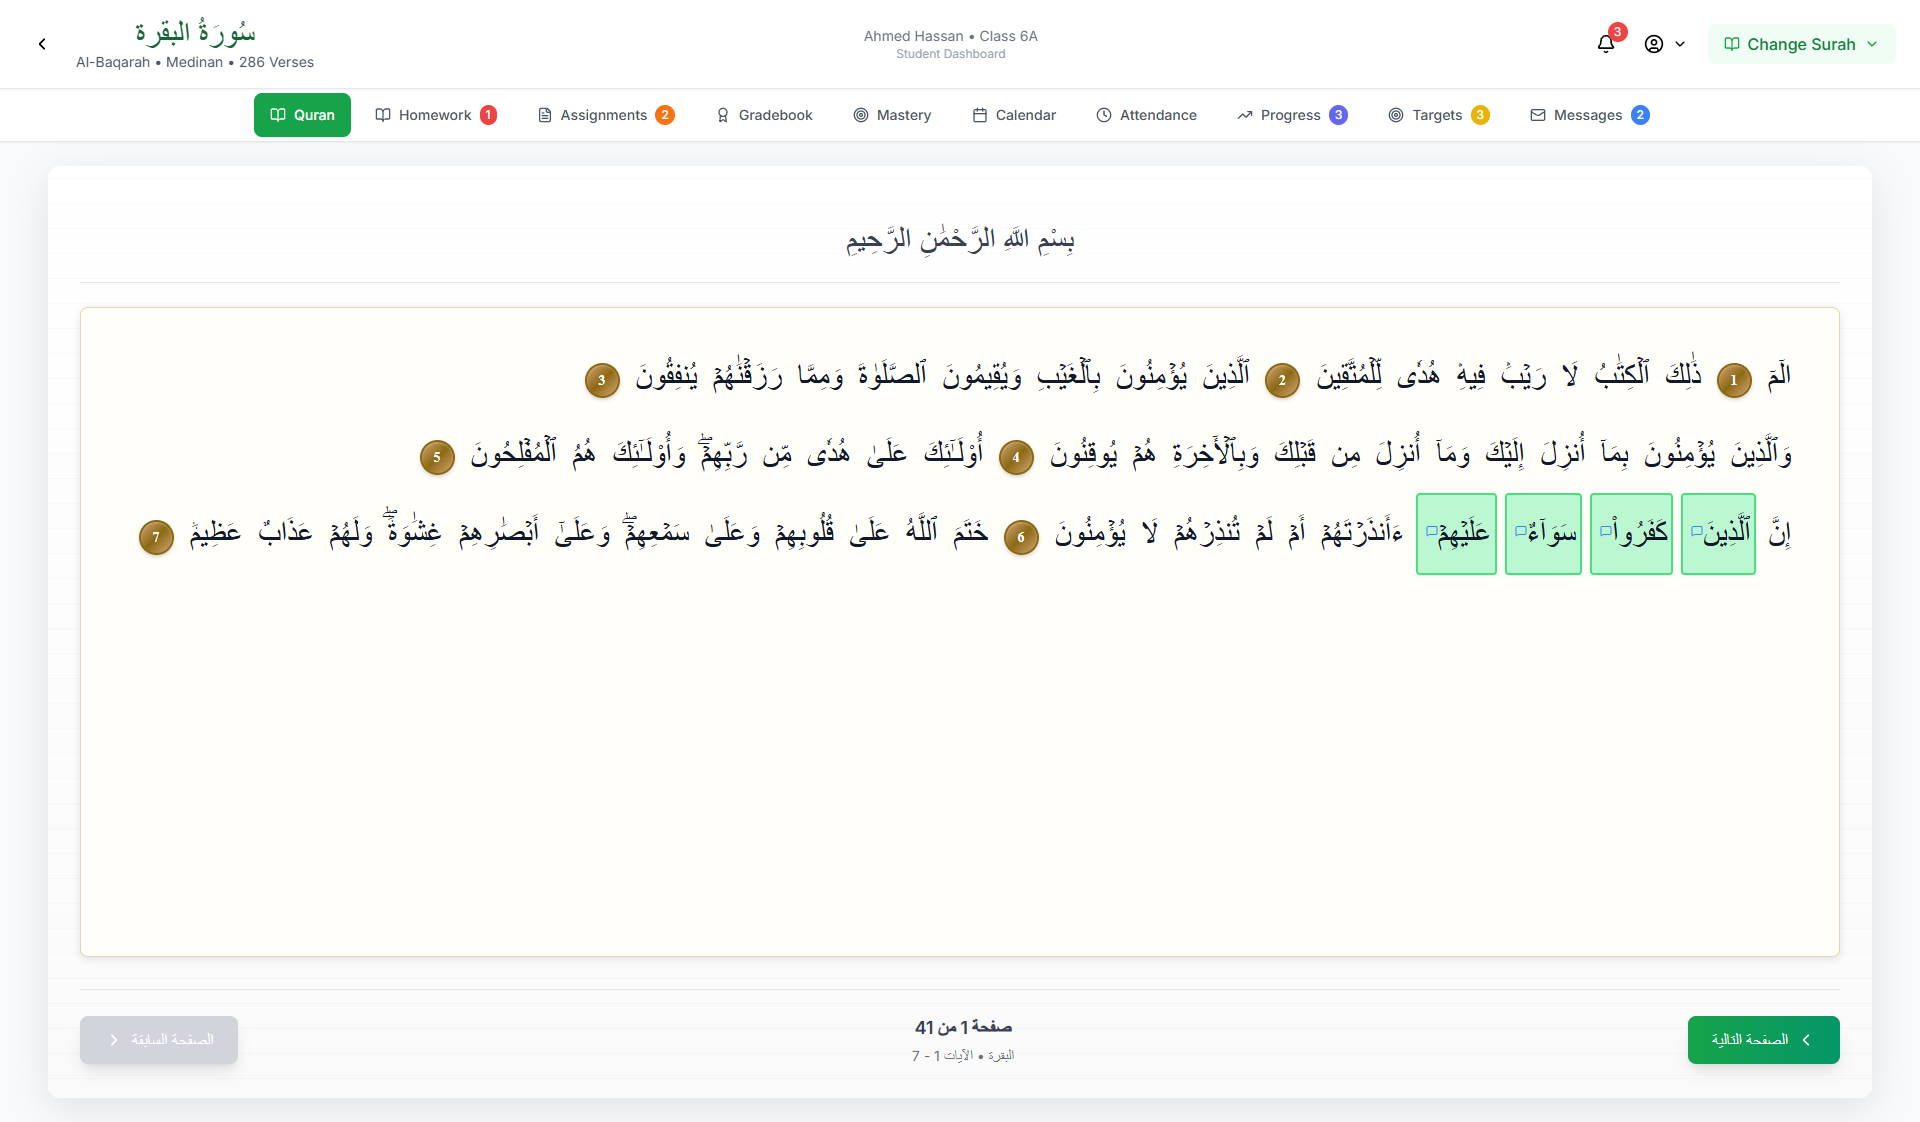 سُورَةُ البقرة
Al-Baqarah • Medinan • 286 Verses
Ahmed Hassan • Class 6A
Student Dashboard
3
Change Surah
Quran
Homework 1
Assignments 2
Gradebook
Mastery
Calendar
Attendance
Progress 3
Targets 3
Messages 2
بِسْمِ اللَّهِ الرَّحْمَٰنِ الرَّحِيمِ
الٓمٓ 1 ذَٰلِكَ ٱلۡكِتَٰبُ لَا رَيۡبَۛ فِيهِۛ هُدٗى لِّلۡمُتَّقِينَ 2 ٱلَّذِينَ يُؤۡمِنُونَ بِٱلۡغَيۡبِ وَيُقِيمُونَ ٱلصَّلَوٰةَ وَمِمَّا رَزَقۡنَٰهُمۡ يُنفِقُونَ 3
وَٱلَّذِينَ يُؤۡمِنُونَ بِمَآ أُنزِلَ إِلَيۡكَ وَمَآ أُنزِلَ مِن قَبۡلِكَ وَبِٱلۡأٓخِرَةِ هُمۡ يُوقِنُونَ 4 أُوْلَٰٓئِكَ عَلَىٰ هُدٗى مِّن رَّبِّهِمۡۖ وَأُوْلَٰٓئِكَ هُمُ ٱلۡمُفۡلِحُونَ 5
إِنَّ ٱلَّذِينَ كَفَرُواْ سَوَآءٌ عَلَيۡهِمۡ ءَأَنذَرۡتَهُمۡ أَمۡ لَمۡ تُنذِرۡهُمۡ لَا يُؤۡمِنُونَ 6 خَتَمَ ٱللَّهُ عَلَىٰ قُلُوبِهِمۡ وَعَلَىٰ سَمۡعِهِمۡۖ وَعَلَىٰٓ أَبۡصَٰرِهِمۡ غِشَٰوَةٞۖ وَلَهُمۡ عَذَابٌ عَظِيمٞ 7
الصفحة السابقة
صفحة 1 من 41
البقرة • الآيات 1 - 7
الصفحة التالية